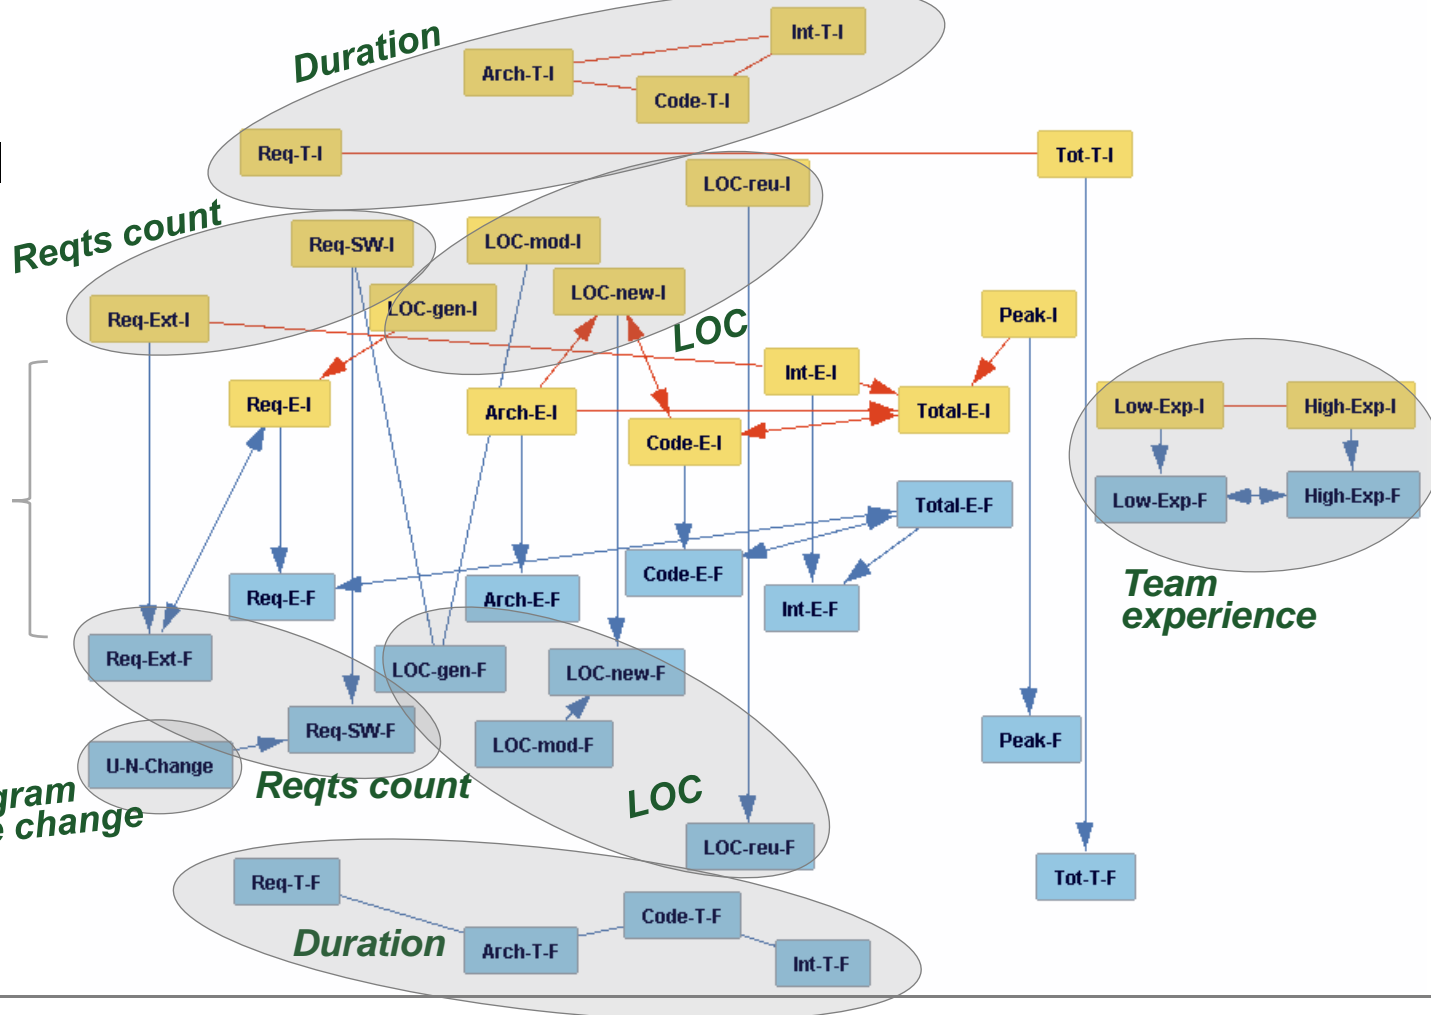 Duration
Int-T-I
Arch-T-I
Code-T-I
Req-T-I
Tot-T-I
LOC-reu-I
Reqts count
Req-SW-I
LOC-mod-I
LOC-new-I
LOC-gen-I
Req-Ext-I
Peak-I
LOC
Int-E-I
Req-E-I
Arch-E-I
Total-E-I
Low-Exp-I
High-Exp-I
Code-E-I
Total-E-F
Low-Exp-F
High-Exp-F
Code-E-F
Req-E-F
Arch-E-F
Int-E-F
Team
experience
Req-Ext-F
LOC-gen-F
LOC-new-F
Req-SW-F
LOC-mod-F
Peak-F
U-N-Change
Reqts count
gram
change
LOC
LOC-reu-F
Tot-T-F
Req-T-F
Code-T-F
Duration
Arch-T-F
Int-T-F